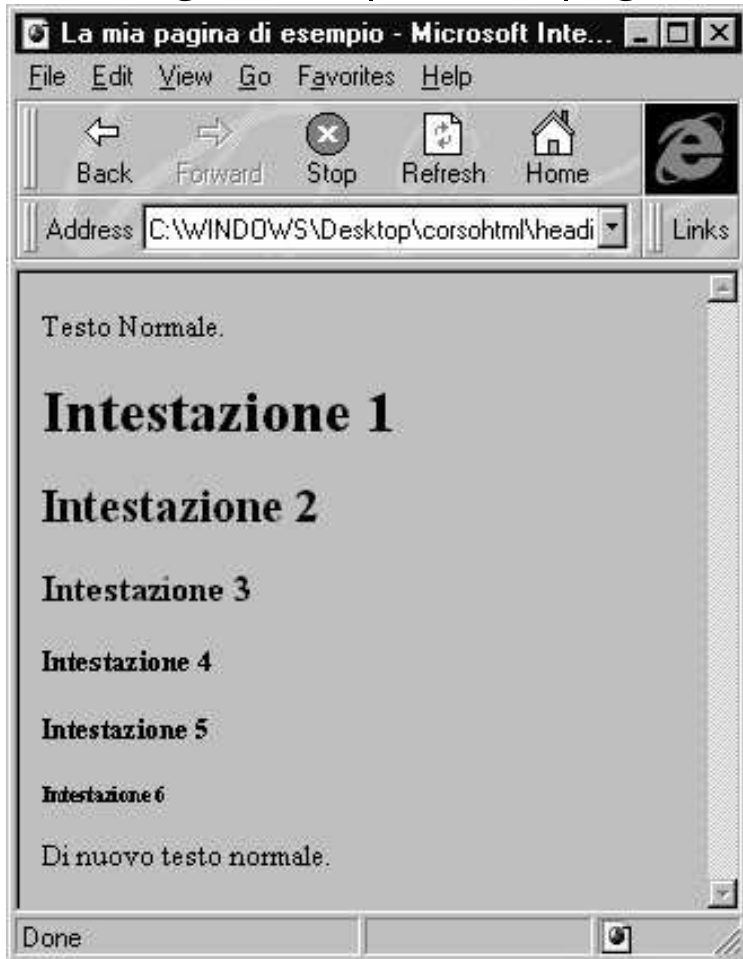 La mia pagina di esempio - Microsoft Inte...
File Edit View Go Favorites Help
Back Forward Stop Refresh Home
Address C:\WINDOWS\Desktop\corsohtml\headi Links
Testo Normale.
Intestazione 1
Intestazione 2
Intestazione 3
Intestazione 4
Intestazione 5
Intestazione 6
Di nuovo testo normale.
Done